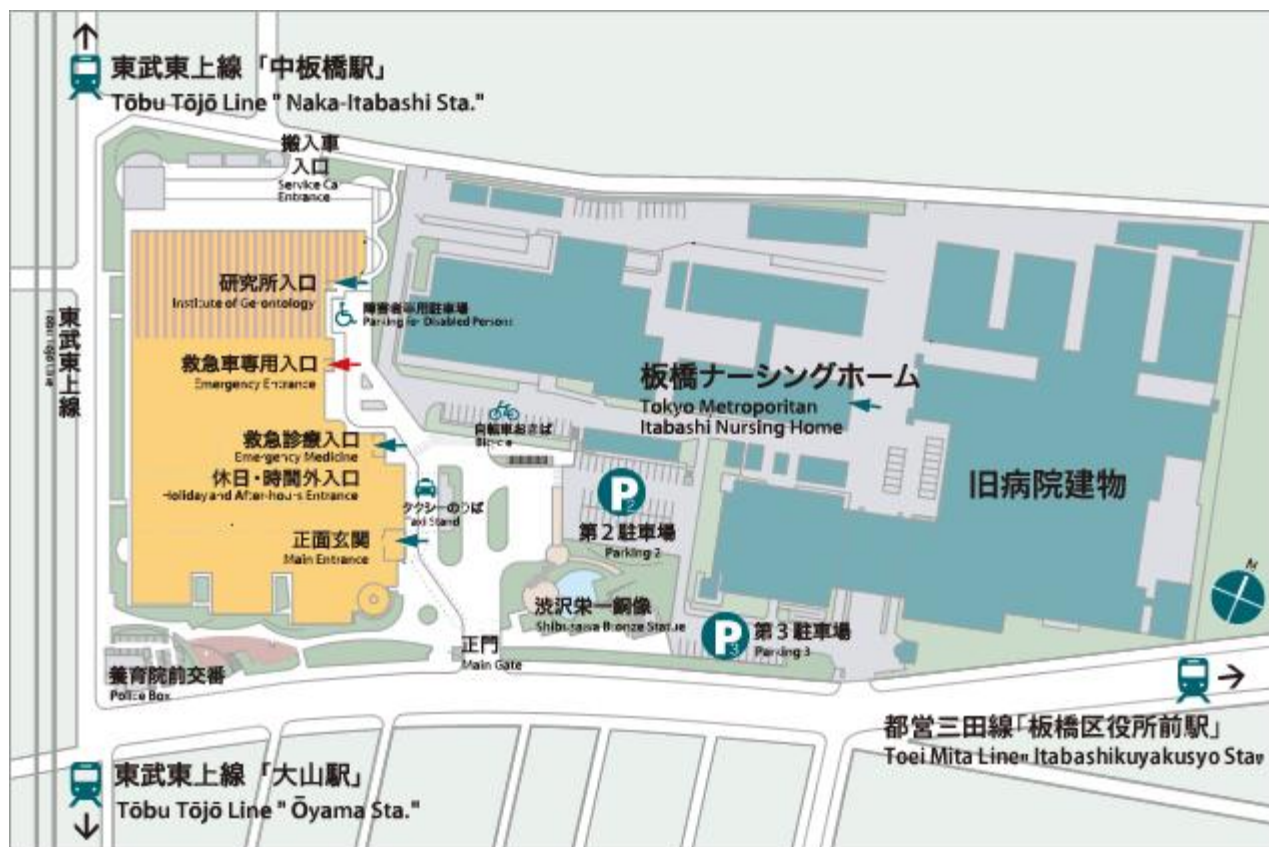 東武東上線「中板橋駅」
Tōbu Tōjō Line " Naka-Itabashi Sta."
搬入車
入口
Service Ca
Entrance
研究所入口
Institute of Gerontology
障害者専用駐車場
Parking for Disabled Persons
東武東上線
Tōbu Tōjō Line
救急車専用入口
Emergency Entrance
板橋ナーシングホーム
Tokyo Metroporitan
Itabashi Nursing Home
自転車おきば
Bicycle
救急診療入口
Emergency Medicine
休日・時間外入口
Holiday and After-hours Entrance
タクシーのりば
Taxi Stand
旧病院建物
P2
第2駐車場
Parking 2
正面玄関
Main Entrance
N
渋沢栄一銅像
Shibusawa Bronze Statue
P3
第3駐車場
Parking 3
正門
Main Gate
養育院前交番
Police Box
都営三田線「板橋区役所前駅」
Toei Mita Line" Itabashikuyakusyo Sta"
東武東上線「大山駅」
Tōbu Tōjō Line " Ōyama Sta."